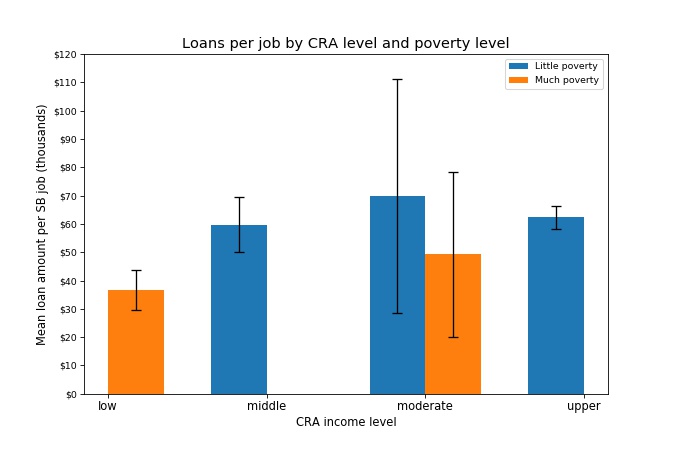 Loans per job by CRA level and poverty level
Little poverty
Much poverty
Mean loan amount per SB job (thousands)
$120
$110
$100
$90
$80
$70
$60
$50
$40
$30
$20
$10
$0
low middle moderate upper
CRA income level